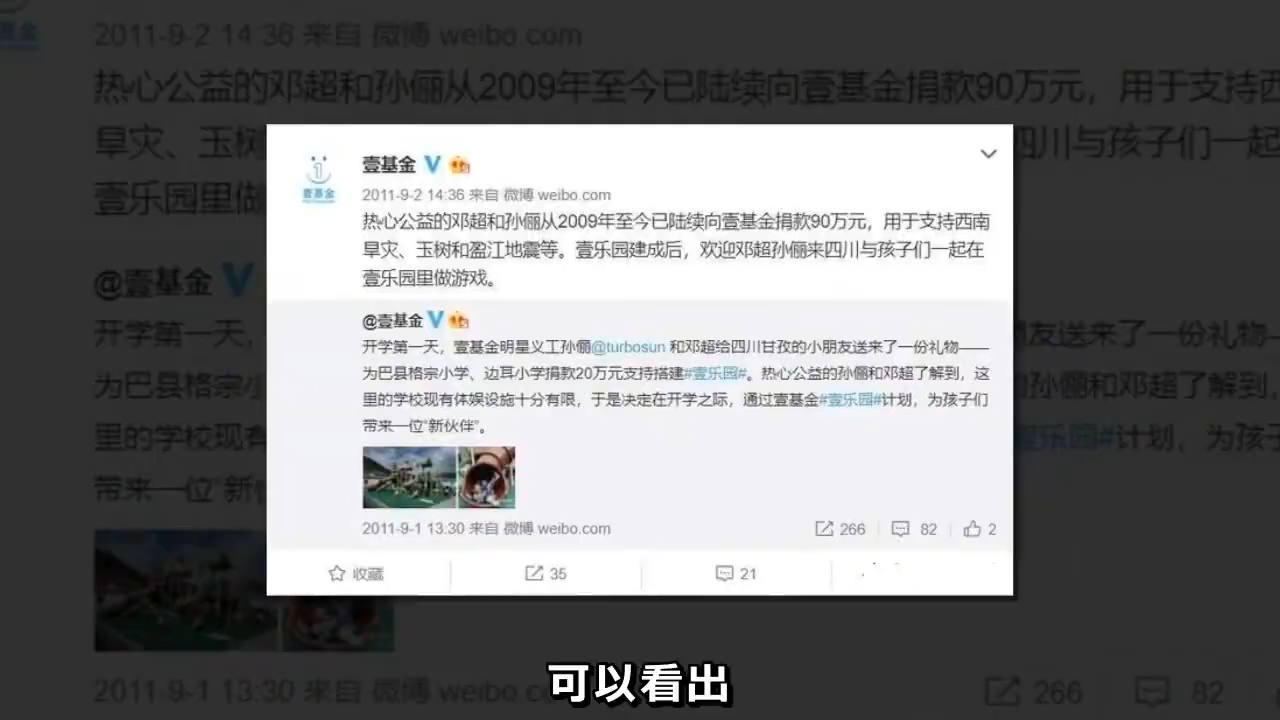 2011-9-2 14:36 来自 微博 weibo.com
热心公益的邓超和孙俪从2009年至今已陆续向壹基金捐款90万元，用于支持西
旱灾、玉树
四川与孩子们一起
壹乐园里做
@壹基金
开学第一天，
朋友送来了一份礼物—
为巴县格宗小
孙俪和邓超了解到，
里的学校现有
壹乐园#计划，为孩子
带来一位“新伙
2011-9-1 13:30 来自 微博 weibo.c
266
82
壹基金
壹基金
2011-9-2 14:36 来自 微博 weibo.com
热心公益的邓超和孙俪从2009年至今已陆续向壹基金捐款90万元，用于支持西南
旱灾、玉树和盈江地震等。壹乐园建成后，欢迎邓超孙俪来四川与孩子们一起在
壹乐园里做游戏。
@壹基金
开学第一天，壹基金明星义工孙俪@turbosun 和邓超给四川甘孜的小朋友送来了一份礼物——
为巴县格宗小学、边耳小学捐款20万元支持搭建#壹乐园#。热心公益的孙俪和邓超了解到，这
里的学校现有体娱设施十分有限，于是决定在开学之际，通过壹基金#壹乐园#计划，为孩子们
带来一位“新伙伴”。
2011-9-1 13:30 来自 微博 weibo.com
266 82 2
收藏 35 21
可以看出